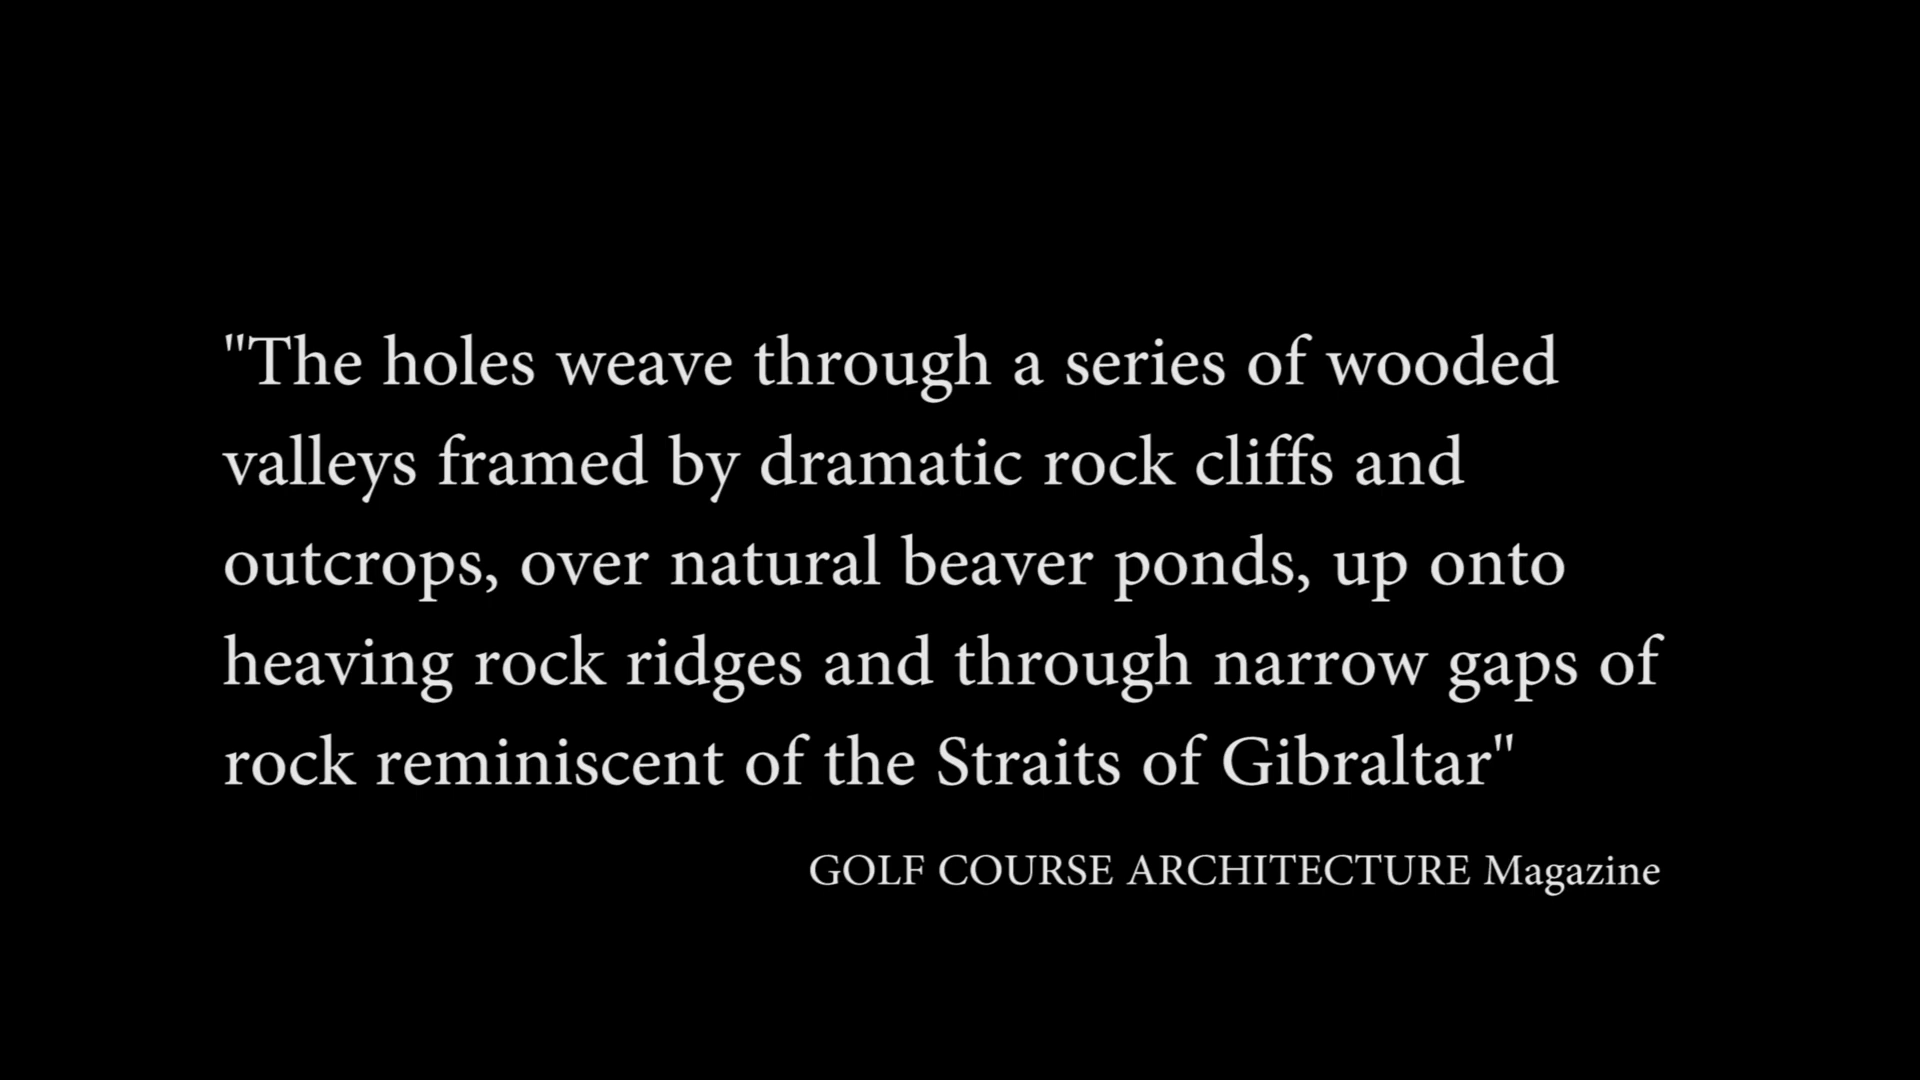 "The holes weave through a series of wooded
valleys framed by dramatic rock cliffs and
outcrops, over natural beaver ponds, up onto
heaving rock ridges and through narrow gaps of
rock reminiscent of the Straits of Gibraltar"
GOLF COURSE ARCHITECTURE Magazine